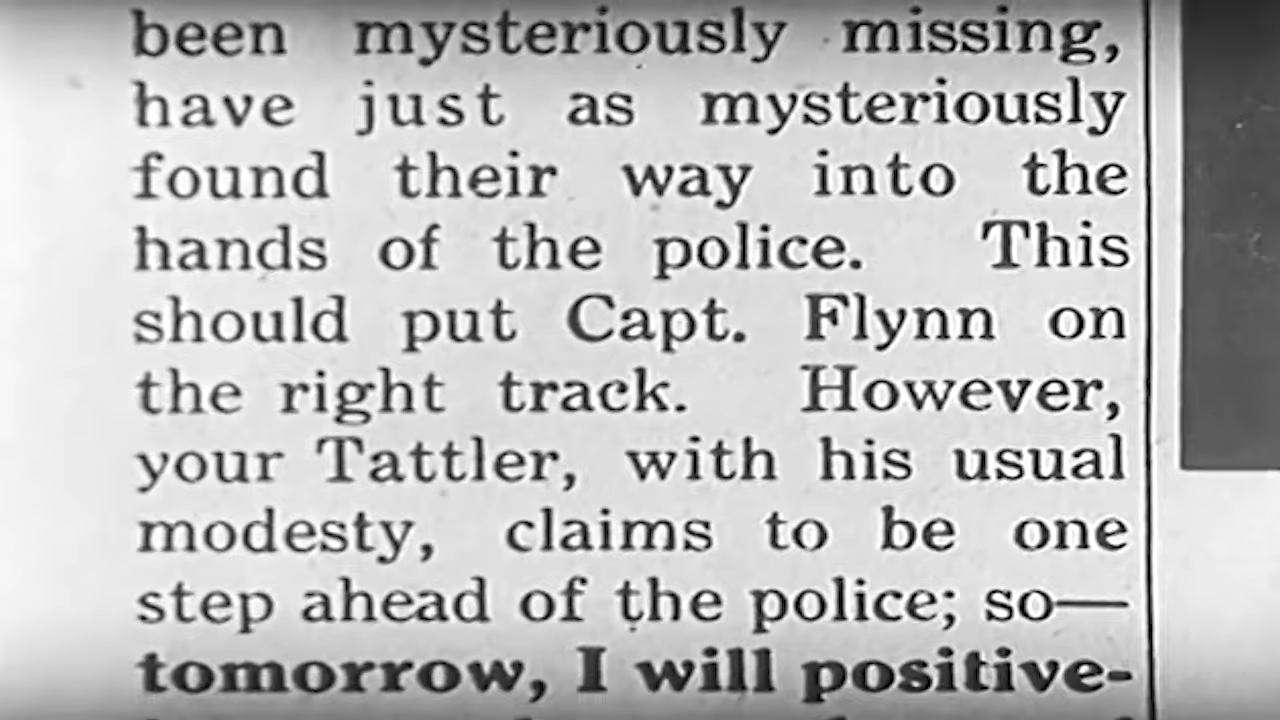 been mysteriously missing,
have just as mysteriously
found their way into the
hands of the police. This
should put Capt. Flynn on
the right track. However,
your Tattler, with his usual
modesty, claims to be one
step ahead of the police; so—
tomorrow, I will positive-